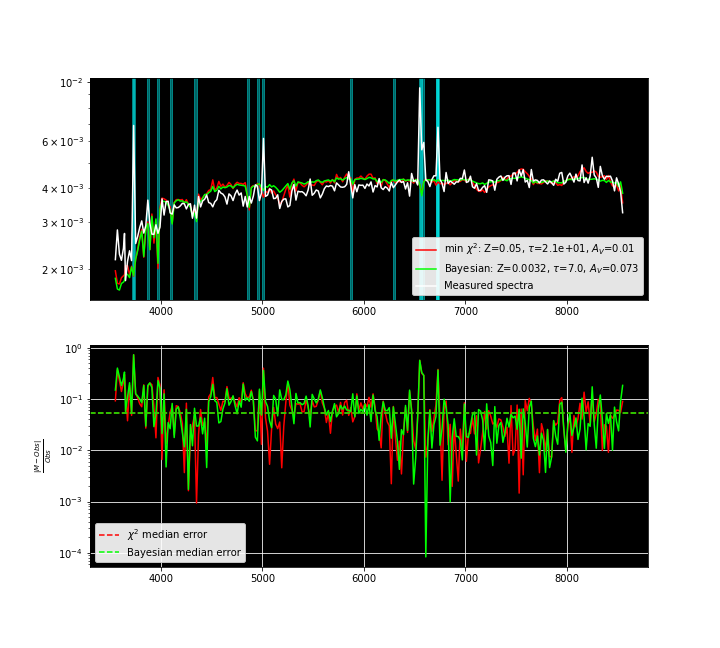 10⁻²
6 × 10⁻³
4 × 10⁻³
3 × 10⁻³
2 × 10⁻³
min χ²: Z=0.05, τ=2.1e+01, A_V=0.01
Bayesian: Z=0.0032, τ=7.0, A_V=0.073
Measured spectra
4000 5000 6000 7000 8000
10⁰
10⁻¹
10⁻²
10⁻³
10⁻⁴
|M − Obs|
Obs
χ² median error
Bayesian median error
4000 5000 6000 7000 8000